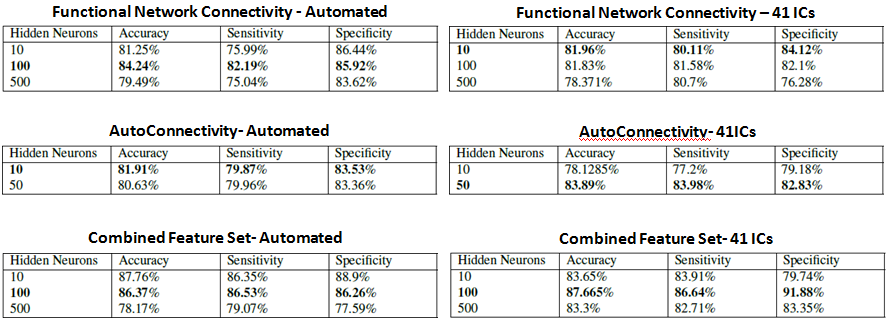 Functional Network Connectivity - Automated
Hidden Neurons Accuracy Sensitivity Specificity
10 81.25% 75.99% 86.44%
100 84.24% 82.19% 85.92%
500 79.49% 75.04% 83.62%
Functional Network Connectivity – 41 ICs
Hidden Neurons Accuracy Sensitivity Specificity
10 81.96% 80.11% 84.12%
100 81.83% 81.58% 82.1%
500 78.371% 80.7% 76.28%
AutoConnectivity- Automated
Hidden Neurons Accuracy Sensitivity Specificity
10 81.91% 79.87% 83.53%
50 80.63% 79.96% 83.36%
AutoConnectivity- 41ICs
Hidden Neurons Accuracy Sensitivity Specificity
10 78.1285% 77.2% 79.18%
50 83.89% 83.98% 82.83%
Combined Feature Set- Automated
Hidden Neurons Accuracy Sensitivity Specificity
10 87.76% 86.35% 88.9%
100 86.37% 86.53% 86.26%
500 78.17% 79.07% 77.59%
Combined Feature Set- 41 ICs
Hidden Neurons Accuracy Sensitivity Specificity
10 83.65% 83.91% 79.74%
100 87.665% 86.64% 91.88%
500 83.3% 82.71% 83.35%